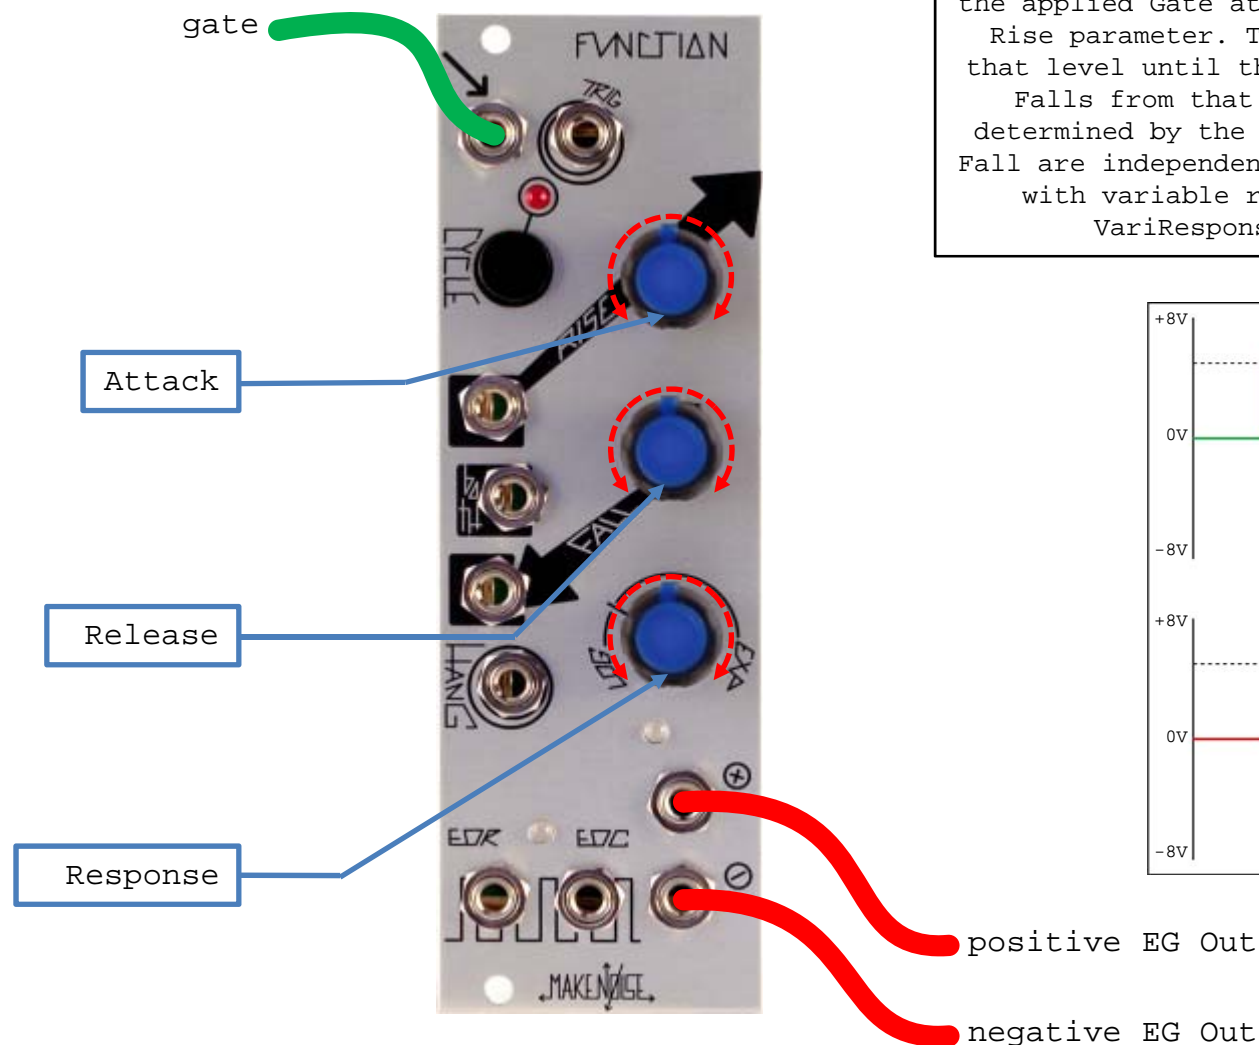 gate
FUNCTION
TRIG
CYCLE
RISE
Attack
FALL
Release
HANG
LOG
EXP
Response
EOR
EOC
MAKENOISE
positive EG Out
negative EG Out
the applied Gate at
Rise parameter. T
that level until th
Falls from that
determined by the
Fall are independen
with variable r
VariRespons
+8V
0V
-8V
+8V
0V
-8V